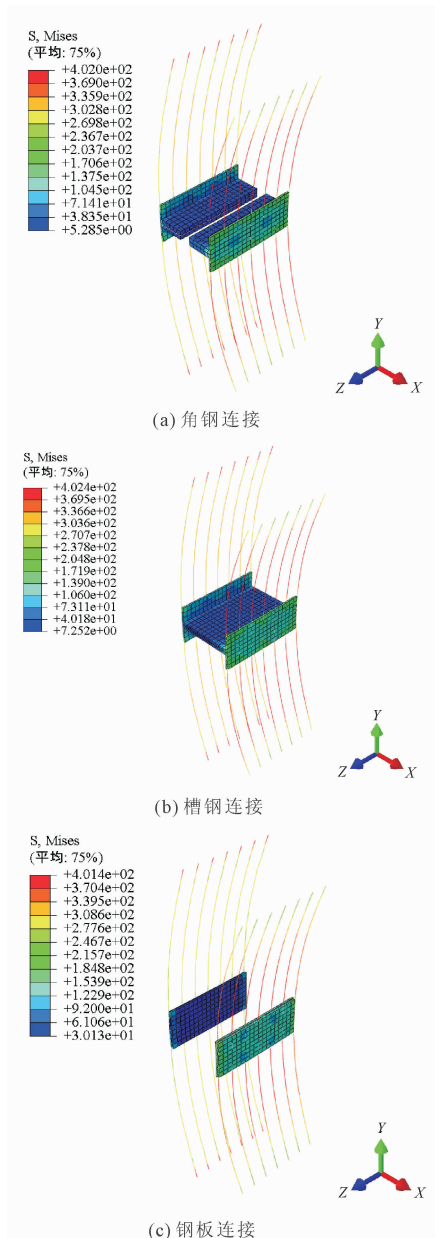 S, Mises
(平均: 75%)
+4.020e+02
+3.690e+02
+3.359e+02
+3.028e+02
+2.698e+02
+2.367e+02
+2.037e+02
+1.706e+02
+1.375e+02
+1.045e+02
+7.141e+01
+3.835e+01
+5.285e+00
Y
Z
X
(a) 角钢连接
S, Mises
(平均: 75%)
+4.024e+02
+3.695e+02
+3.366e+02
+3.036e+02
+2.707e+02
+2.378e+02
+2.048e+02
+1.719e+02
+1.390e+02
+1.060e+02
+7.311e+01
+4.018e+01
+7.252e+00
Y
Z
X
(b) 槽钢连接
S, Mises
(平均: 75%)
+4.014e+02
+3.704e+02
+3.395e+02
+3.086e+02
+2.776e+02
+2.467e+02
+2.157e+02
+1.848e+02
+1.539e+02
+1.229e+02
+9.200e+01
+6.106e+01
+3.013e+01
Y
Z
X
(c) 钢板连接